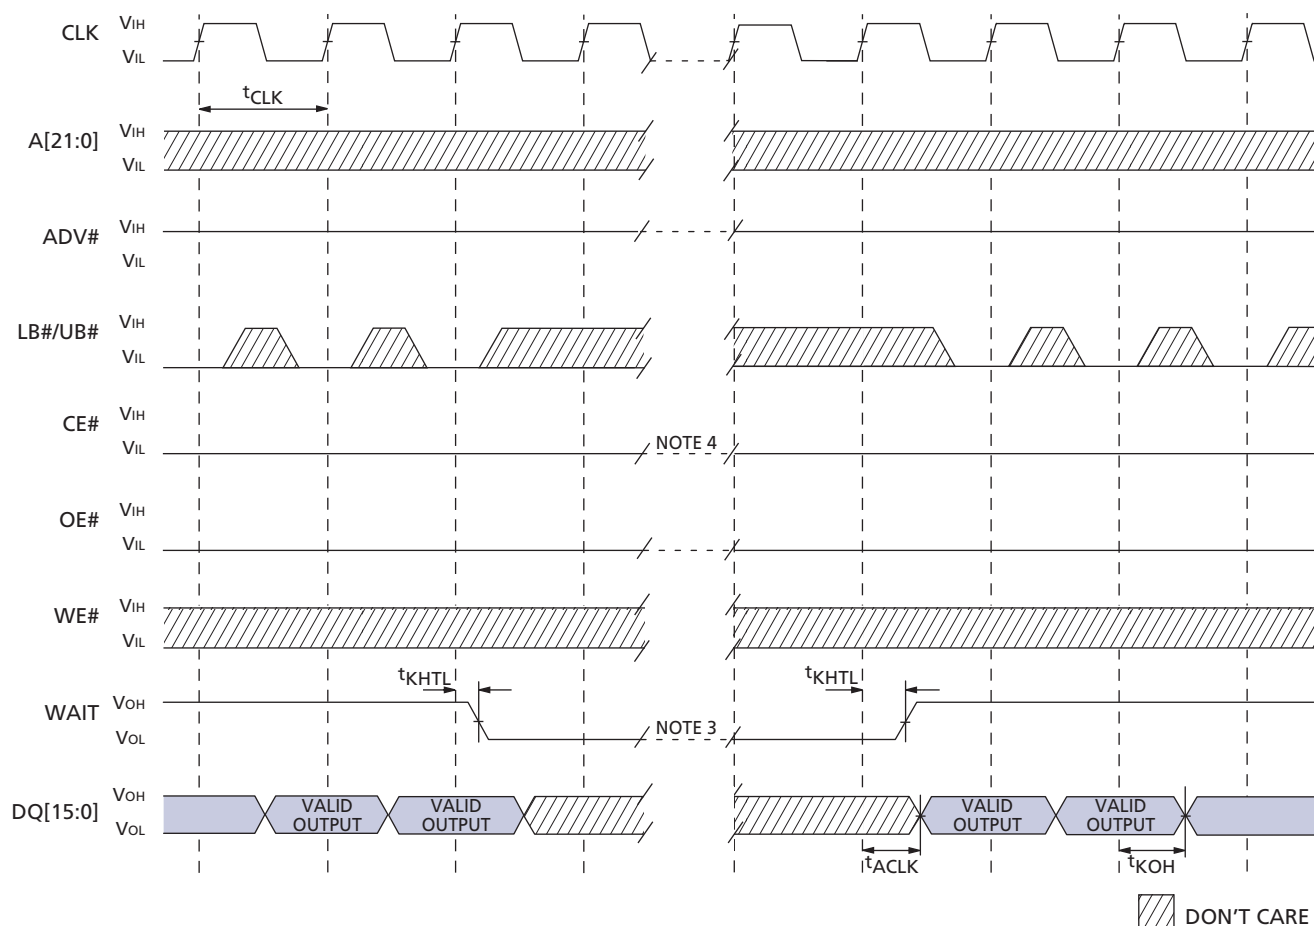 CLK VIH
VIL
tCLK
A[21:0] VIH
VIL
ADV# VIH
VIL
LB#/UB# VIH
VIL
CE# VIH
VIL
NOTE 4
OE# VIH
VIL
WE# VIH
VIL
tKHTL tKHTL
WAIT VOH
VOL
NOTE 3
DQ[15:0] VOH
VOL
VALID OUTPUT
VALID OUTPUT
VALID OUTPUT
VALID OUTPUT
tACLK tKOH
DON'T CARE